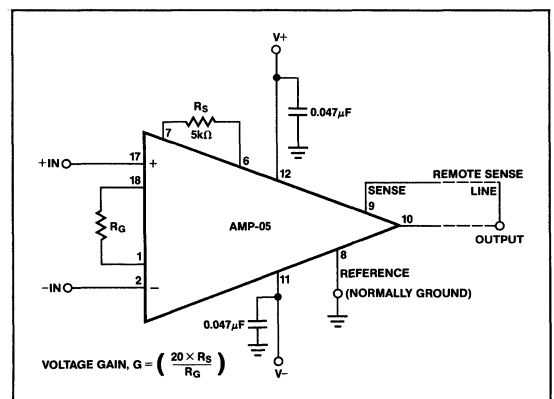 V+
RS
5kΩ
0.047μF
7
6
12
+IN
17
+
18
RG
AMP-05
SENSE
REMOTE SENSE
LINE
9
10
OUTPUT
1
2
-IN
−
8
REFERENCE
(NORMALLY GROUND)
11
0.047μF
V−
VOLTAGE GAIN, G = ( 20 × RS / RG )